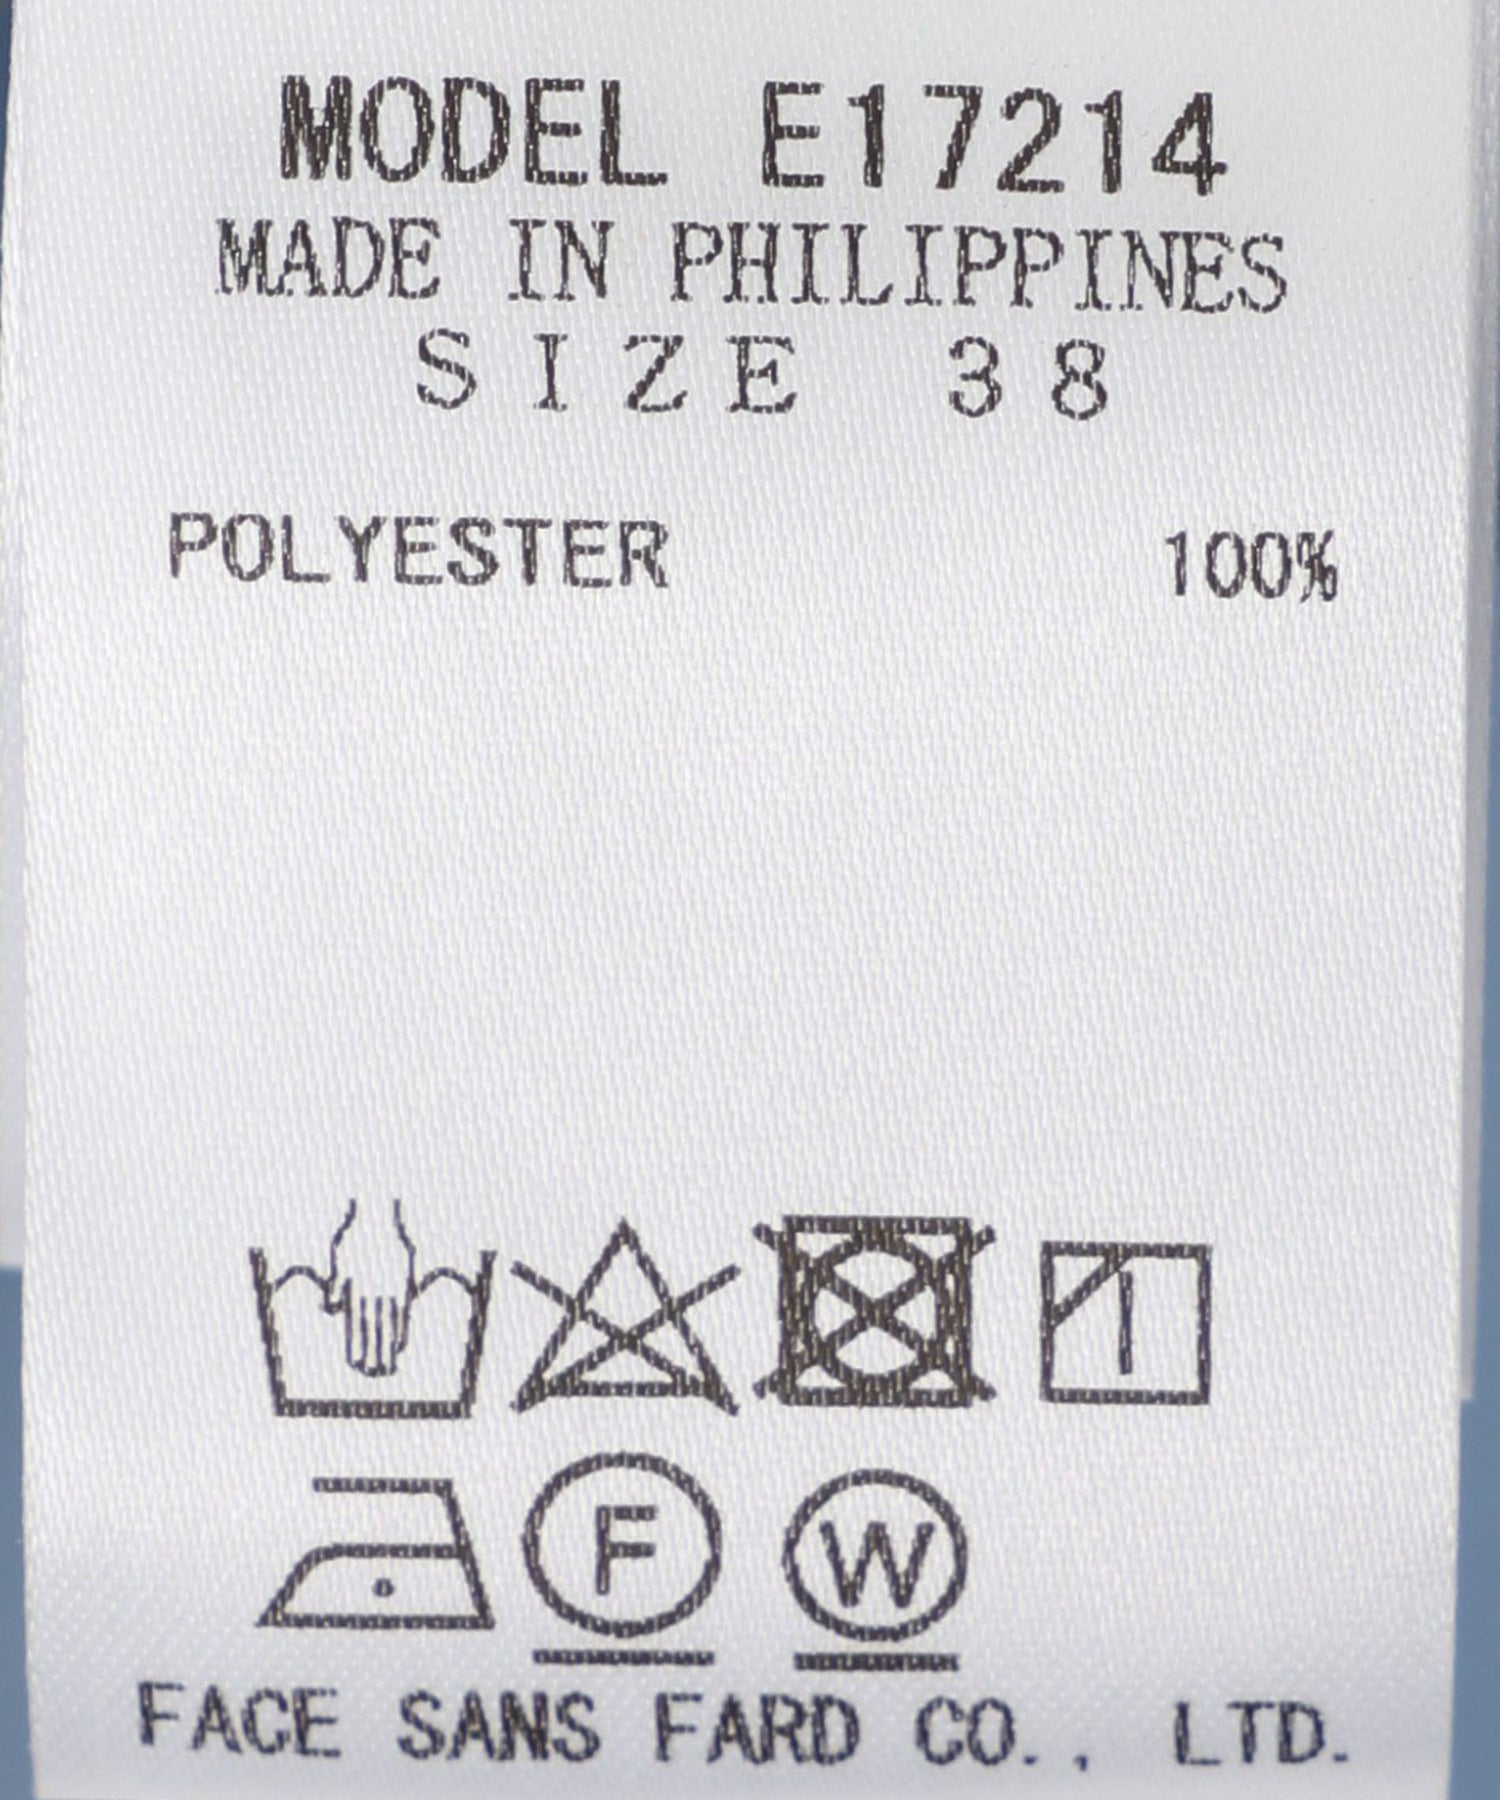 MODEL E17214
MADE IN PHILIPPINES
SIZE 38
POLYESTER 100%
F W
FACE SANS FARD CO., LTD.